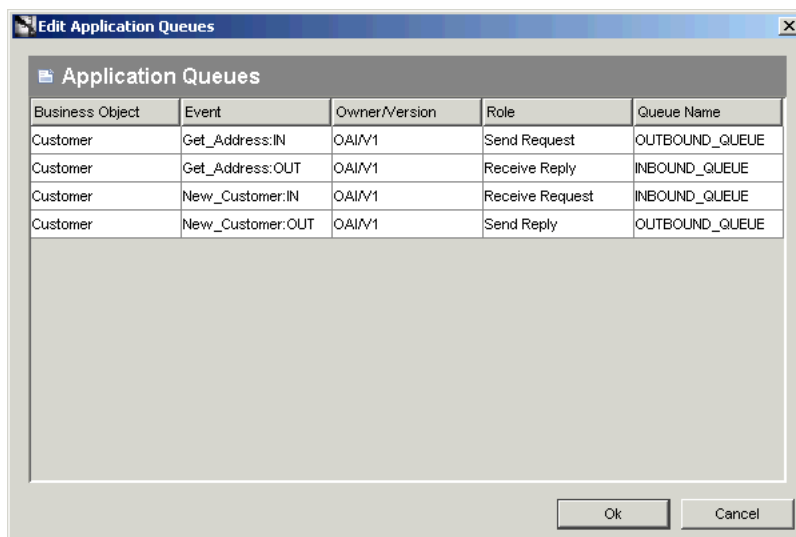 Edit Application Queues
Application Queues
Business Object Event Owner/Version Role Queue Name
Customer Get_Address:IN OAI/V1 Send Request OUTBOUND_QUEUE
Customer Get_Address:OUT OAI/V1 Receive Reply INBOUND_QUEUE
Customer New_Customer:IN OAI/V1 Receive Request INBOUND_QUEUE
Customer New_Customer:OUT OAI/V1 Send Reply OUTBOUND_QUEUE
Ok Cancel